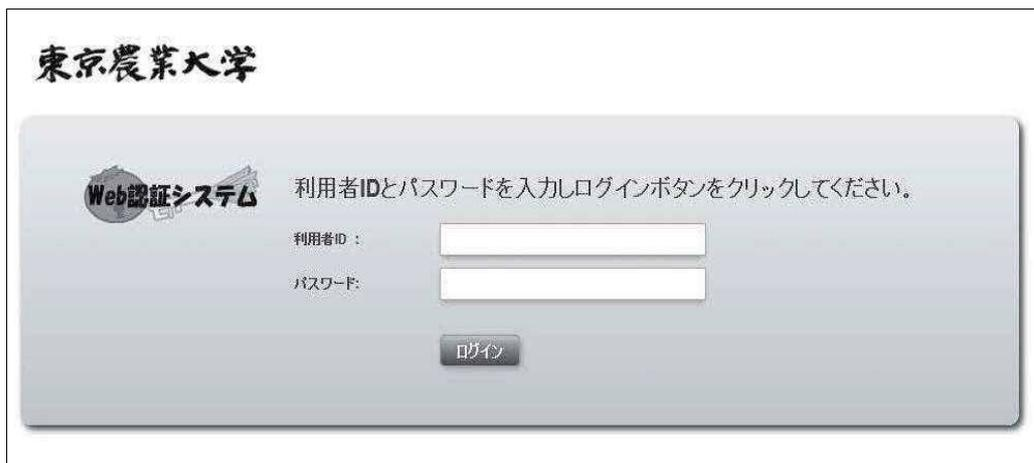 東京農業大学
Web認証システム
利用者IDとパスワードを入力しログインボタンをクリックしてください。
利用者ID :
パスワード:
ログイン